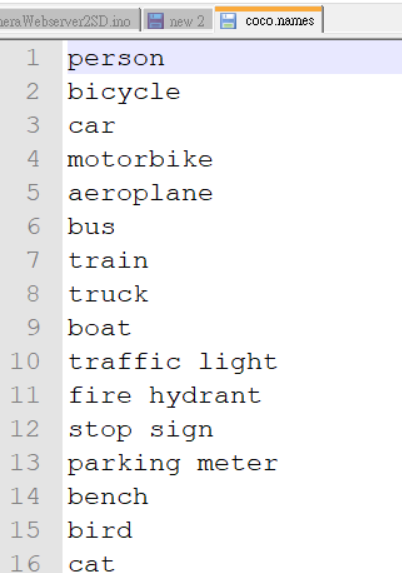 neraWebserver2SD.ino new 2 coco.names
1 person
2 bicycle
3 car
4 motorbike
5 aeroplane
6 bus
7 train
8 truck
9 boat
10 traffic light
11 fire hydrant
12 stop sign
13 parking meter
14 bench
15 bird
16 cat